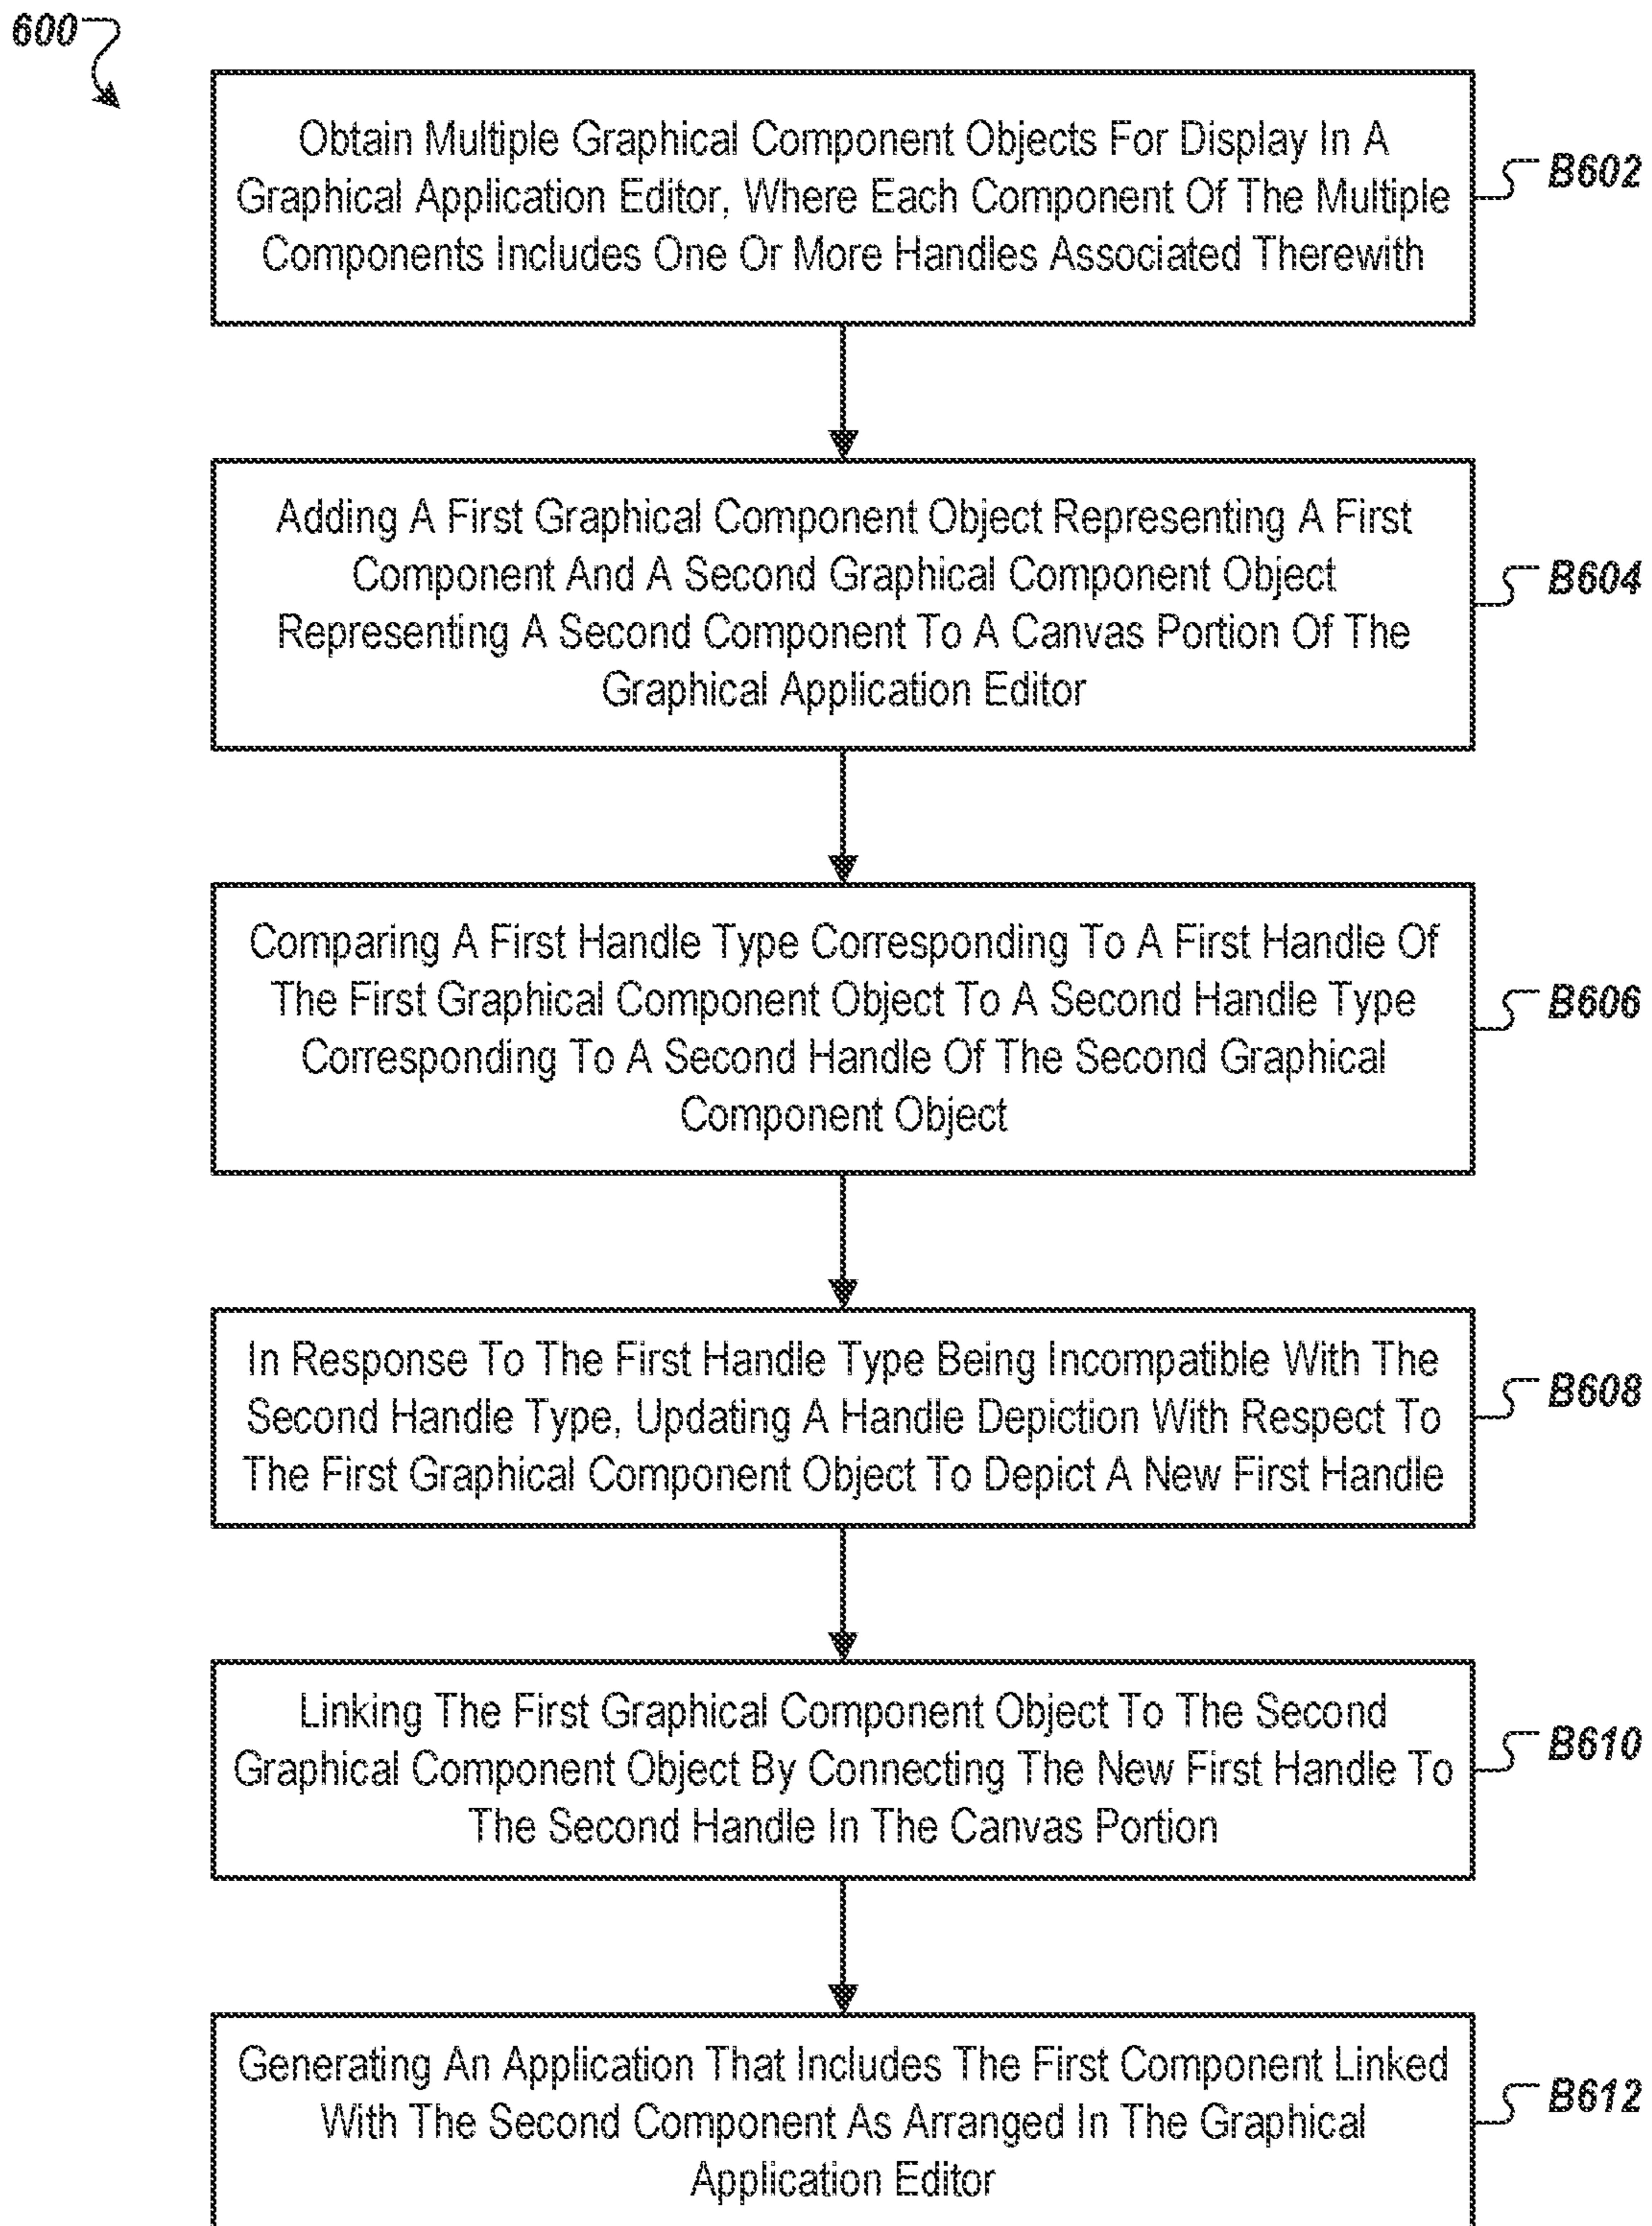 600
Obtain Multiple Graphical Component Objects For Display In A
Graphical Application Editor, Where Each Component Of The Multiple
Components Includes One Or More Handles Associated Therewith
B602
Adding A First Graphical Component Object Representing A First
Component And A Second Graphical Component Object
Representing A Second Component To A Canvas Portion Of The
Graphical Application Editor
B604
Comparing A First Handle Type Corresponding To A First Handle Of
The First Graphical Component Object To A Second Handle Type
Corresponding To A Second Handle Of The Second Graphical
Component Object
B606
In Response To The First Handle Type Being Incompatible With The
Second Handle Type, Updating A Handle Depiction With Respect To
The First Graphical Component Object To Depict A New First Handle
B608
Linking The First Graphical Component Object To The Second
Graphical Component Object By Connecting The New First Handle To
The Second Handle In The Canvas Portion
B610
Generating An Application That Includes The First Component Linked
With The Second Component As Arranged In The Graphical
Application Editor
B612